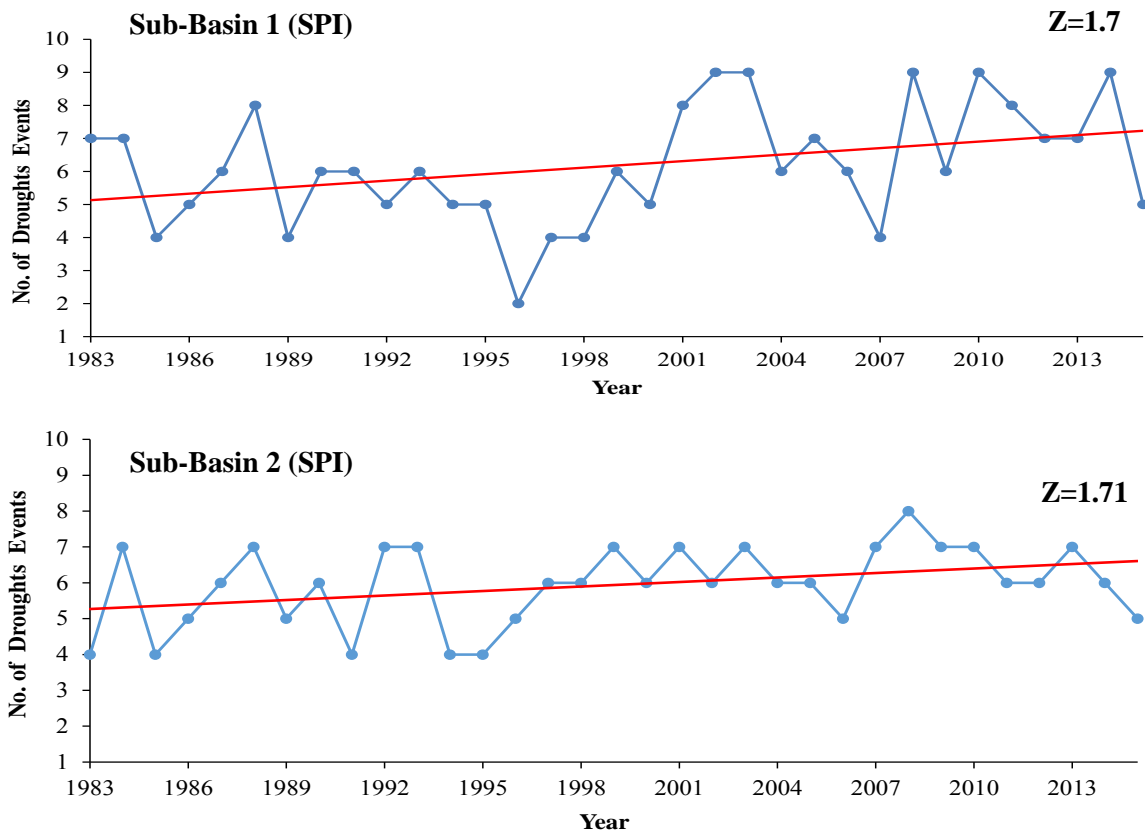 Sub-Basin 1 (SPI)
Z=1.7
No. of Droughts Events
10
9
8
7
6
5
4
3
2
1
1983 1986 1989 1992 1995 1998 2001 2004 2007 2010 2013
Year
Sub-Basin 2 (SPI)
Z=1.71
No. of Droughts Events
10
9
8
7
6
5
4
3
2
1
1983 1986 1989 1992 1995 1998 2001 2004 2007 2010 2013
Year